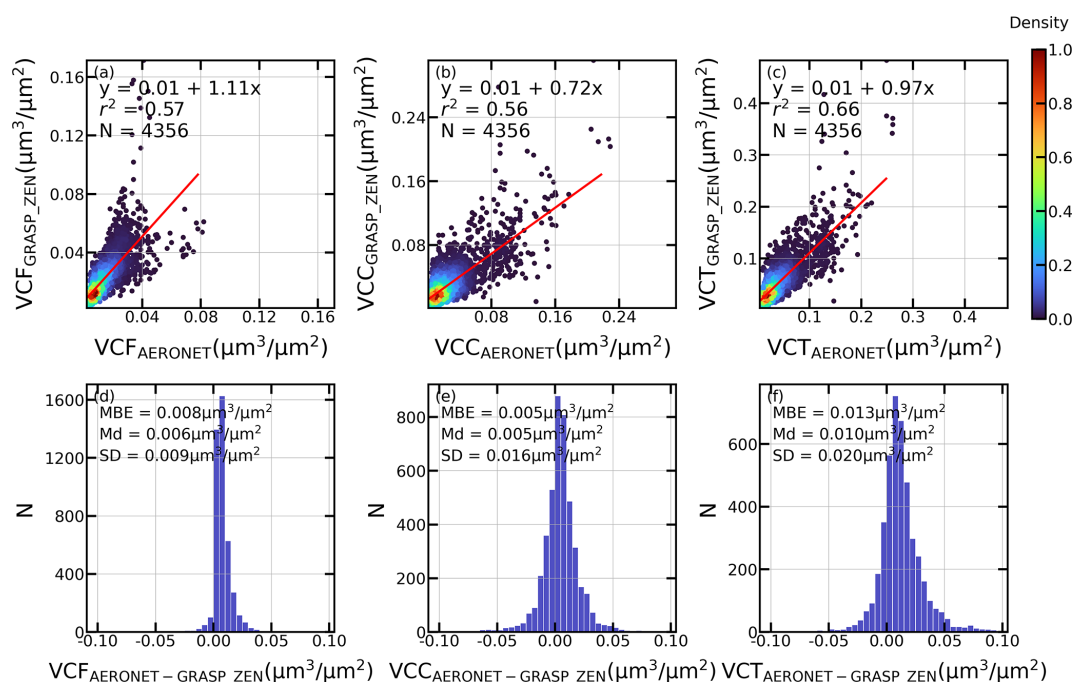 Density
(a)
y = 0.01 + 1.11x
r² = 0.57
N = 4356
0.16
0.12
0.08
0.04
0.04 0.08 0.12 0.16
VCF_GRASP_ZEN(μm³/μm²)
VCF_AERONET(μm³/μm²)
(b)
y = 0.01 + 0.72x
r² = 0.56
N = 4356
0.24
0.16
0.08
0.08 0.16 0.24
VCC_GRASP_ZEN(μm³/μm²)
VCC_AERONET(μm³/μm²)
(c)
y = 0.01 + 0.97x
r² = 0.66
N = 4356
0.4
0.3
0.2
0.1
0.1 0.2 0.3 0.4
VCT_GRASP_ZEN(μm³/μm²)
VCT_AERONET(μm³/μm²)
1.0
0.8
0.6
0.4
0.2
0.0
(d)
MBE = 0.008μm³/μm²
Md = 0.006μm³/μm²
SD = 0.009μm³/μm²
1600
1200
800
400
0
-0.10 -0.05 0.00 0.05 0.10
N
VCF_AERONET−GRASP_ZEN(μm³/μm²)
(e)
MBE = 0.005μm³/μm²
Md = 0.005μm³/μm²
SD = 0.016μm³/μm²
800
600
400
200
0
-0.10 -0.05 0.00 0.05 0.10
N
VCC_AERONET−GRASP_ZEN(μm³/μm²)
(f)
MBE = 0.013μm³/μm²
Md = 0.010μm³/μm²
SD = 0.020μm³/μm²
600
400
200
0
-0.10 -0.05 0.00 0.05 0.10
N
VCT_AERONET−GRASP_ZEN(μm³/μm²)